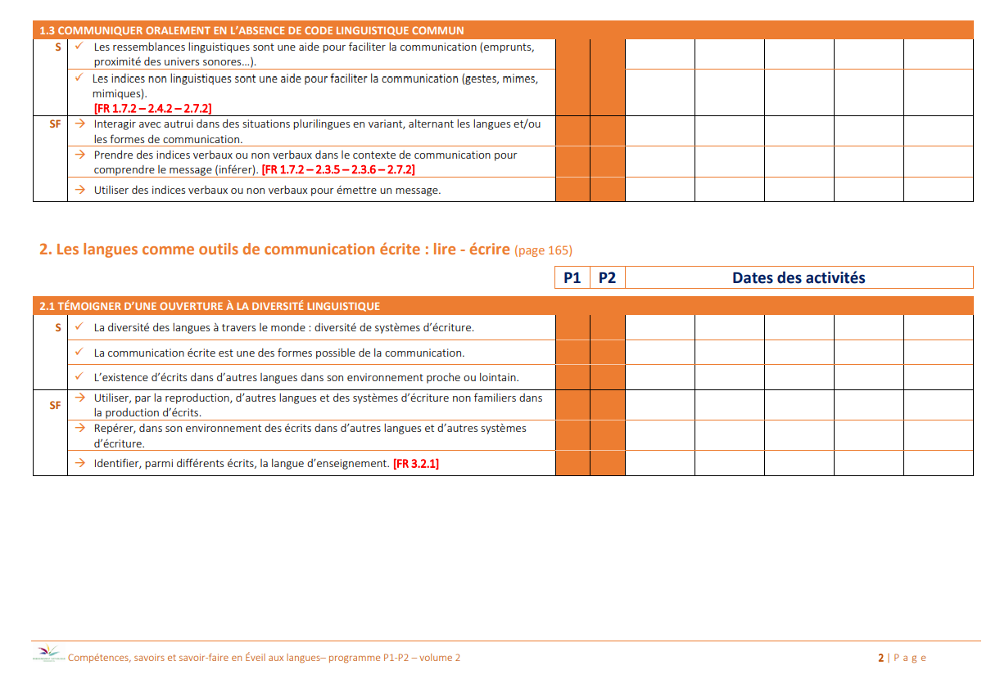 1.3 COMMUNIQUER ORALEMENT EN L'ABSENCE DE CODE LINGUISTIQUE COMMUN
S
✓ Les ressemblances linguistiques sont une aide pour faciliter la communication (emprunts,
proximité des univers sonores…).
✓ Les indices non linguistiques sont une aide pour faciliter la communication (gestes, mimes,
mimiques).
[FR 1.7.2 – 2.4.2 – 2.7.2]
SF
→ Interagir avec autrui dans des situations plurilingues en variant, alternant les langues et/ou
les formes de communication.
→ Prendre des indices verbaux ou non verbaux dans le contexte de communication pour
comprendre le message (inférer). [FR 1.7.2 – 2.3.5 – 2.3.6 – 2.7.2]
→ Utiliser des indices verbaux ou non verbaux pour émettre un message.
2. Les langues comme outils de communication écrite : lire - écrire (page 165)
P1 P2 Dates des activités
2.1 TÉMOIGNER D'UNE OUVERTURE À LA DIVERSITÉ LINGUISTIQUE
S
✓ La diversité des langues à travers le monde : diversité de systèmes d'écriture.
✓ La communication écrite est une des formes possible de la communication.
✓ L'existence d'écrits dans d'autres langues dans son environnement proche ou lointain.
SF
→ Utiliser, par la reproduction, d'autres langues et des systèmes d'écriture non familiers dans
la production d'écrits.
→ Repérer, dans son environnement des écrits dans d'autres langues et d'autres systèmes
d'écriture.
→ Identifier, parmi différents écrits, la langue d'enseignement. [FR 3.2.1]
Compétences, savoirs et savoir-faire en Éveil aux langues– programme P1-P2 – volume 2
2 | P a g e